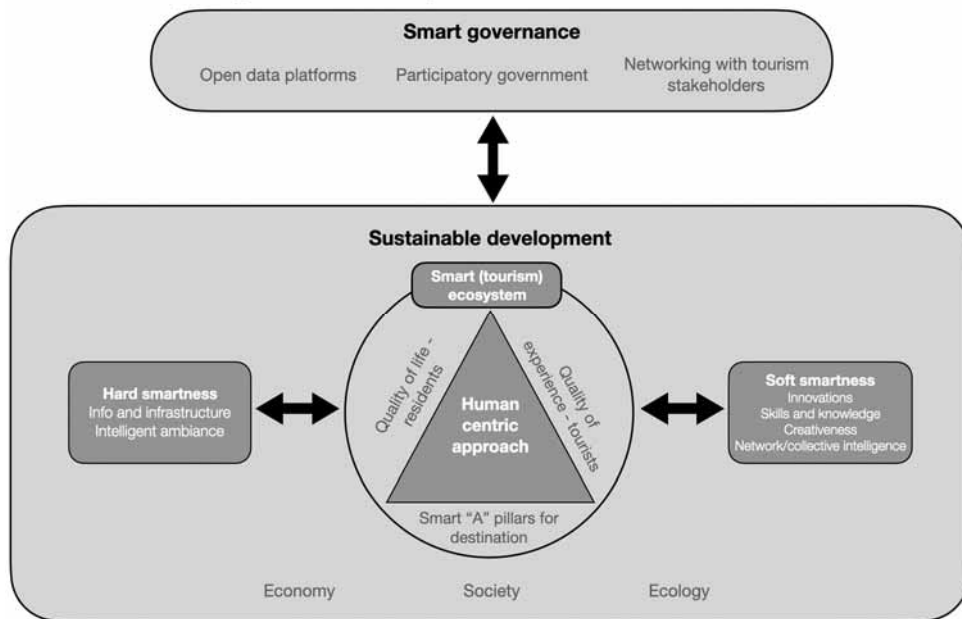 Smart governance
Open data platforms
Participatory government
Networking with tourism
stakeholders
Sustainable development
Smart (tourism)
ecosystem
Quality of life -
residents
Quality of
experience - tourists
Human
centric
approach
Smart "A" pillars for
destination
Hard smartness
Info and infrastructure
Intelligent ambiance
Soft smartness
Innovations
Skills and knowledge
Creativeness
Network/collective intelligence
Economy
Society
Ecology